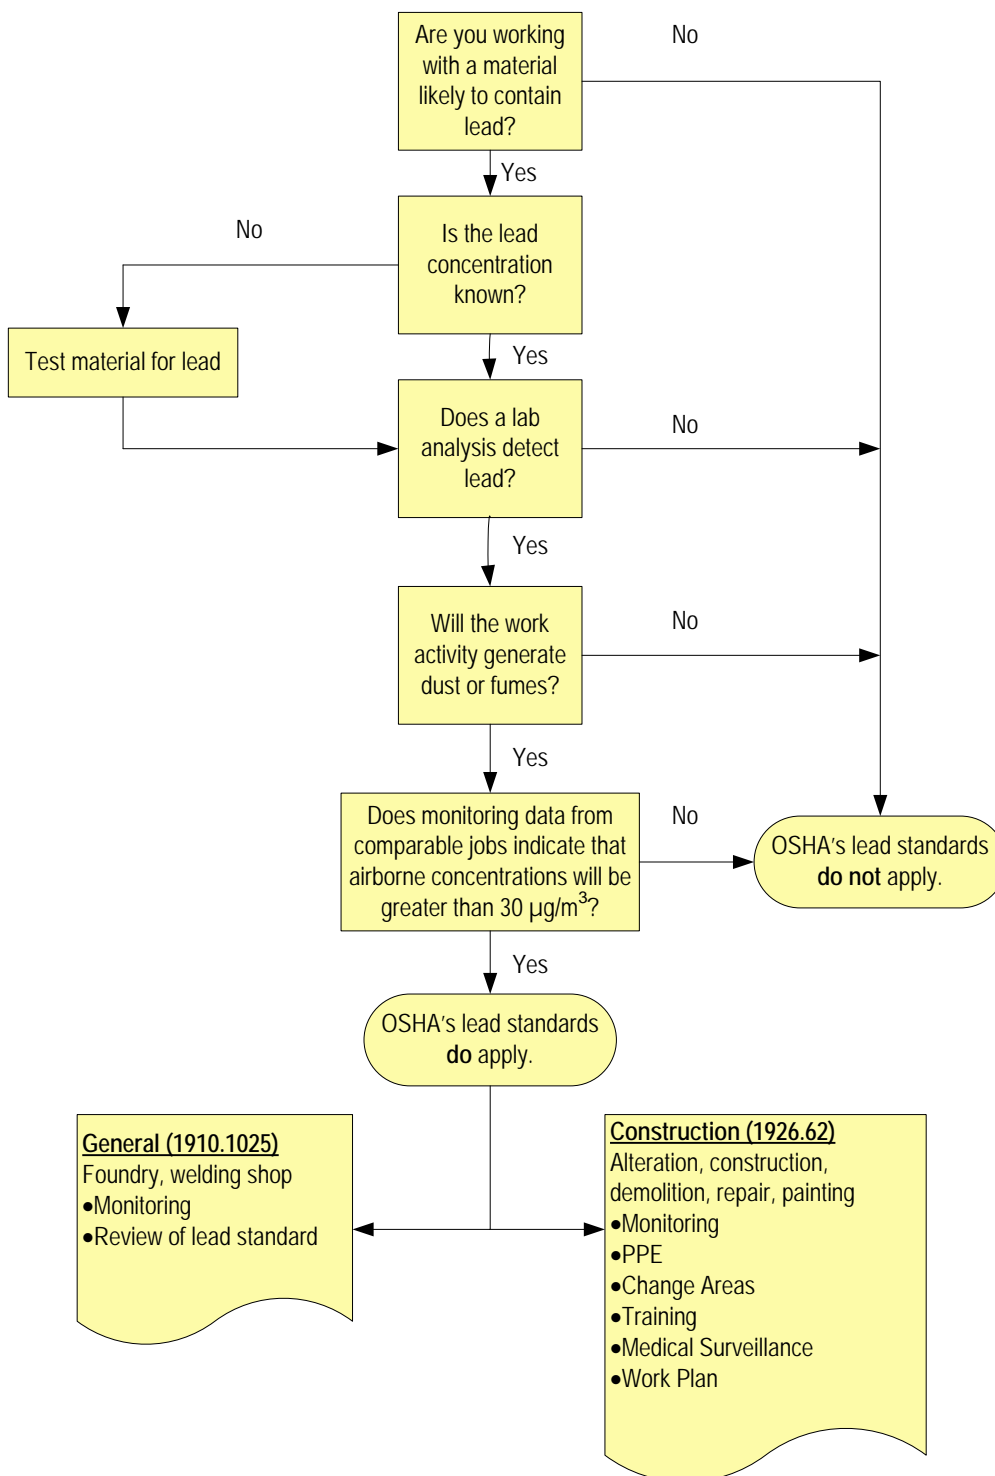 Are you working
with a material
likely to contain
lead?
No
Yes
Is the lead
concentration
known?
No
Test material for lead
Yes
Does a lab
analysis detect
lead?
No
Yes
Will the work
activity generate
dust or fumes?
No
Yes
Does monitoring data from
comparable jobs indicate that
airborne concentrations will be
greater than 30 µg/m³?
No
OSHA's lead standards
do not apply.
Yes
OSHA's lead standards
do apply.
General (1910.1025)
Foundry, welding shop
•Monitoring
•Review of lead standard
Construction (1926.62)
Alteration, construction,
demolition, repair, painting
•Monitoring
•PPE
•Change Areas
•Training
•Medical Surveillance
•Work Plan